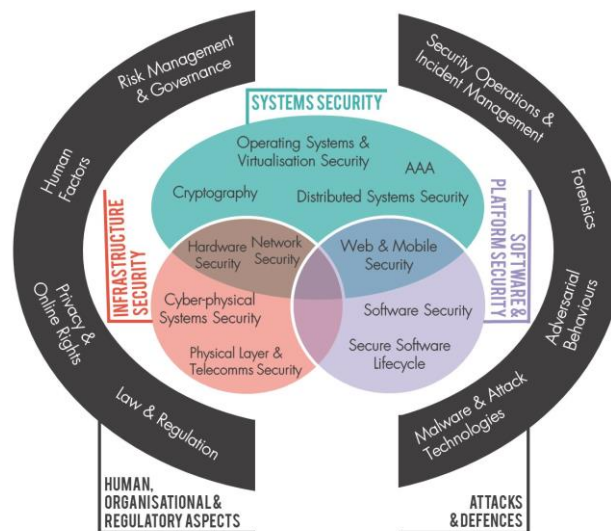 Risk Management
& Governance
Human
Factors
Privacy &
Online Rights
Law & Regulation
HUMAN,
ORGANISATIONAL &
REGULATORY ASPECTS
SYSTEMS SECURITY
Operating Systems &
Virtualisation Security
AAA
Cryptography
Distributed Systems Security
INFRASTRUCTURE
SECURITY
Hardware
Security
Network
Security
Web & Mobile
Security
Cyber-physical
Systems Security
Physical Layer &
Telecomms Security
Software Security
Secure Software
Lifecycle
SOFTWARE &
PLATFORM SECURITY
Security Operations &
Incident Management
Forensics
Adversarial
Behaviours
Malware & Attack
Technologies
ATTACKS
& DEFENCES